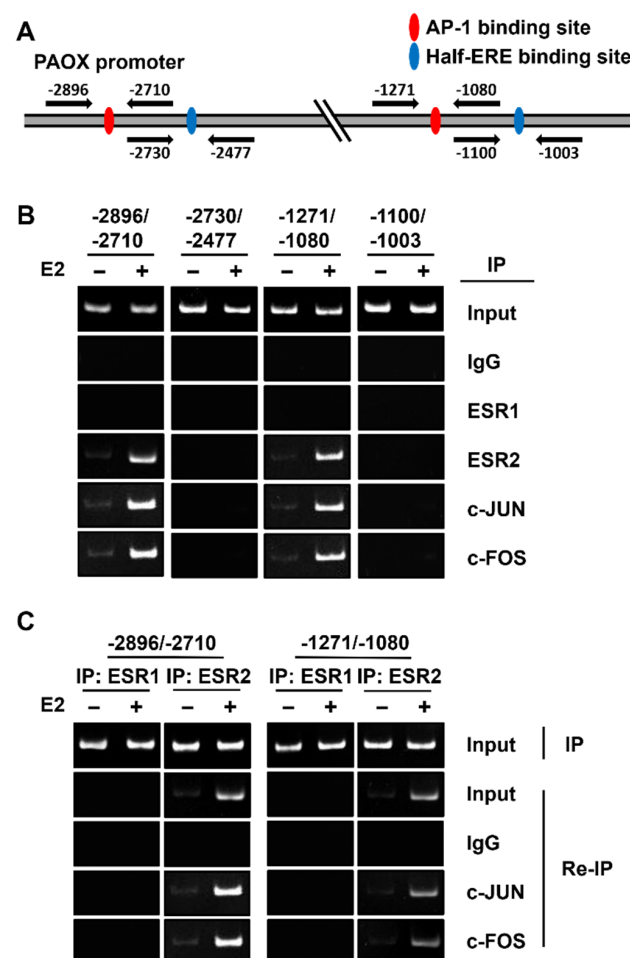 A
AP-1 binding site
Half-ERE binding site
PAOX promoter
-2896 -2710 -1271 -1080
-2730 -2477 -1100 -1003
B
-2896/ -2730/ -1271/ -1100/
-2710 -2477 -1080 -1003
E2 – + – + – + – + IP
Input
IgG
ESR1
ESR2
c-JUN
c-FOS
C
-2896/-2710 -1271/-1080
IP: ESR1 IP: ESR2 IP: ESR1 IP: ESR2
E2 – + – + – + – +
Input IP
Input
IgG
Re-IP
c-JUN
c-FOS